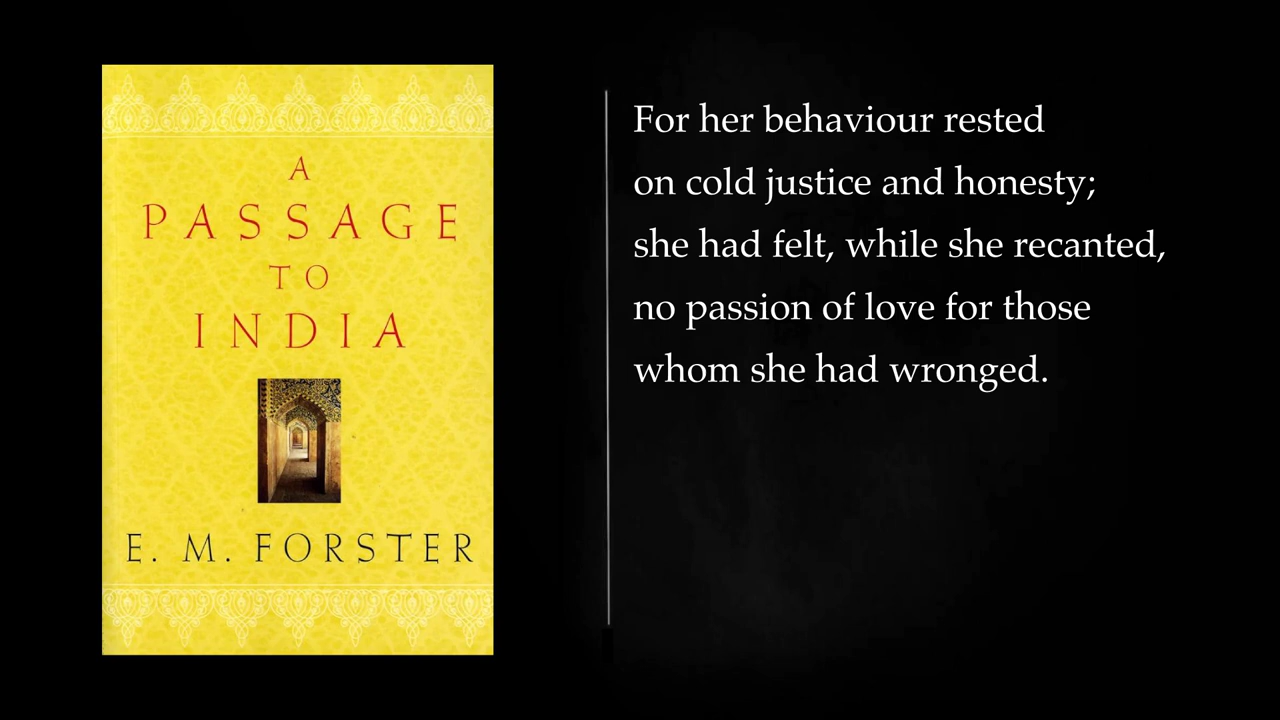 A
PASSAGE
TO
INDIA
E. M. FORSTER
For her behaviour rested
on cold justice and honesty;
she had felt, while she recanted,
no passion of love for those
whom she had wronged.